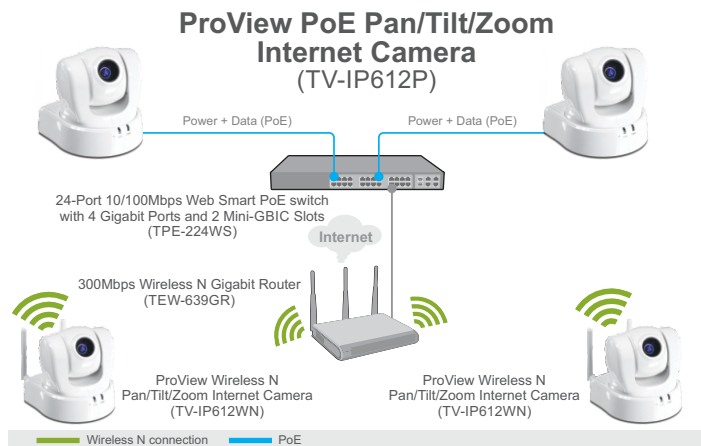 ProView PoE Pan/Tilt/Zoom
Internet Camera
(TV-IP612P)
Power + Data (PoE)
Power + Data (PoE)
24-Port 10/100Mbps Web Smart PoE switch
with 4 Gigabit Ports and 2 Mini-GBIC Slots
(TPE-224WS)
Internet
300Mbps Wireless N Gigabit Router
(TEW-639GR)
ProView Wireless N
Pan/Tilt/Zoom Internet Camera
(TV-IP612WN)
ProView Wireless N
Pan/Tilt/Zoom Internet Camera
(TV-IP612WN)
Wireless N connection
PoE